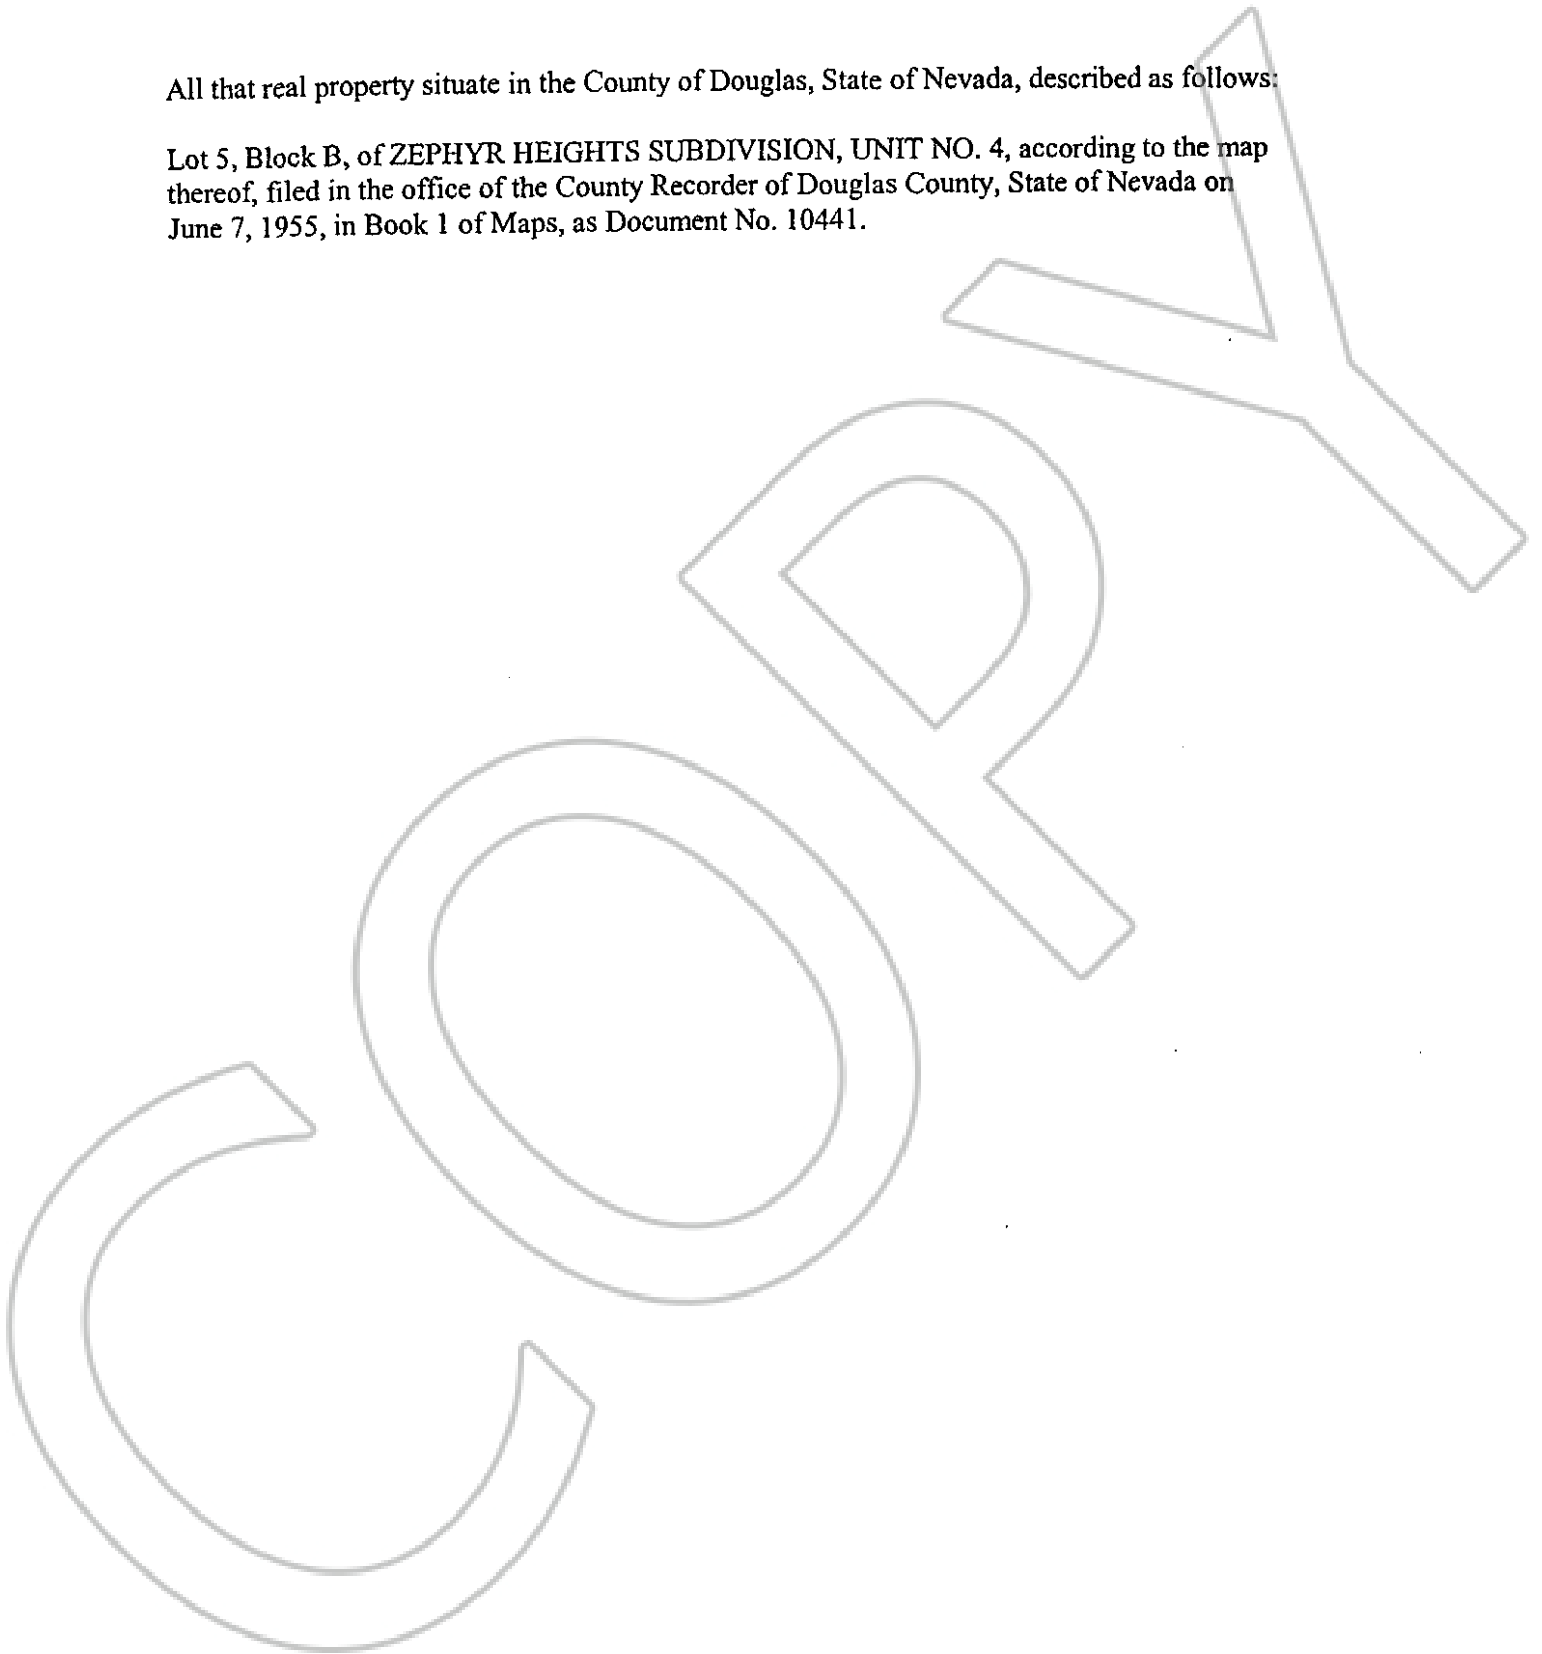 All that real property situate in the County of Douglas, State of Nevada, described as follows:
Lot 5, Block B, of ZEPHYR HEIGHTS SUBDIVISION, UNIT NO. 4, according to the map
thereof, filed in the office of the County Recorder of Douglas County, State of Nevada on
June 7, 1955, in Book 1 of Maps, as Document No. 10441.
COPY